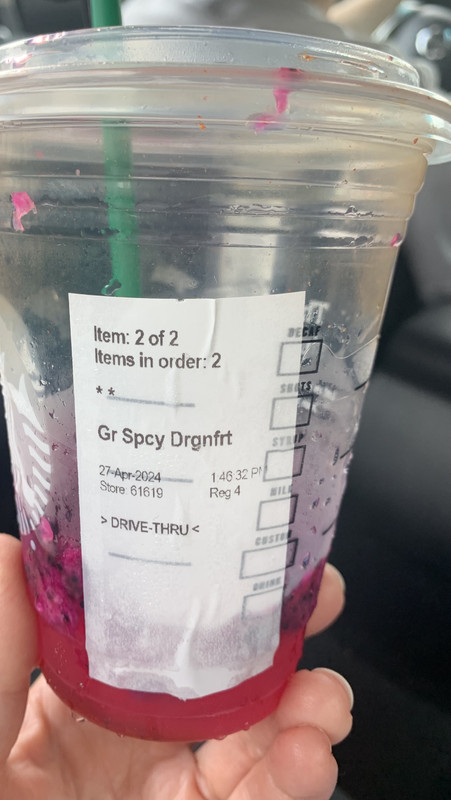 Item: 2 of 2
Items in order: 2
**
Gr Spcy Drgnfrt
27-Apr-2024 1:46:32 PM
Store 61619 Reg 4
> DRIVE-THRU <
DECAF
SHOTS
SYRUP
MILK
CUSTOM
DRINK